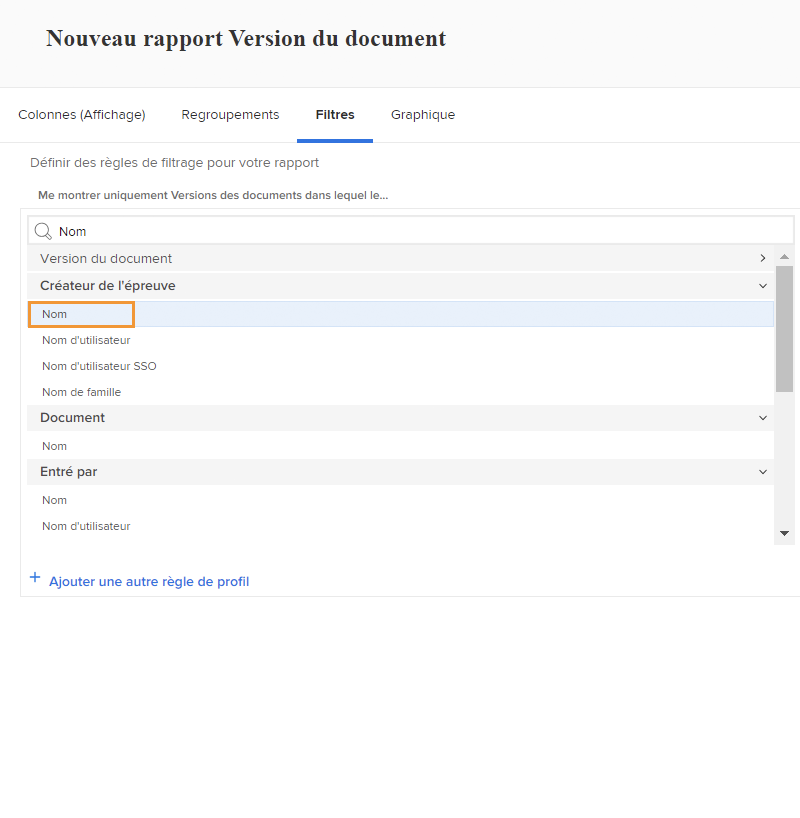 Nouveau rapport Version du document
Colonnes (Affichage) Regroupements Filtres Graphique
Définir des règles de filtrage pour votre rapport
Me montrer uniquement Versions des documents dans lequel le...
Nom
Version du document
Créateur de l'épreuve
Nom
Nom d'utilisateur
Nom d'utilisateur SSO
Nom de famille
Document
Nom
Entré par
Nom
Nom d'utilisateur
+ Ajouter une autre règle de profil